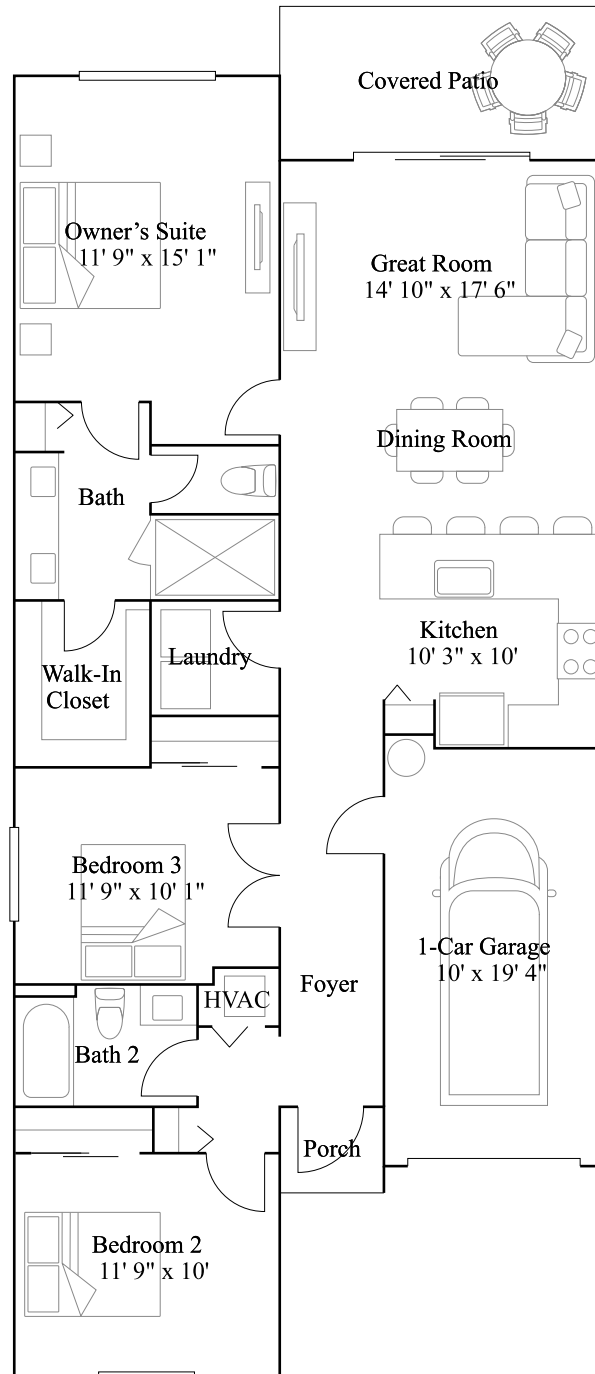 Covered Patio
Owner’s Suite
11' 9" x 15' 1"
Great Room
14' 10" x 17' 6"
Dining Room
Bath
Kitchen
10' 3" x 10'
Laundry
Walk-In
Closet
Bedroom 3
11' 9" x 10' 1"
1-Car Garage
10' x 19' 4"
Foyer
HVAC
Bath 2
Porch
Bedroom 2
11' 9" x 10'